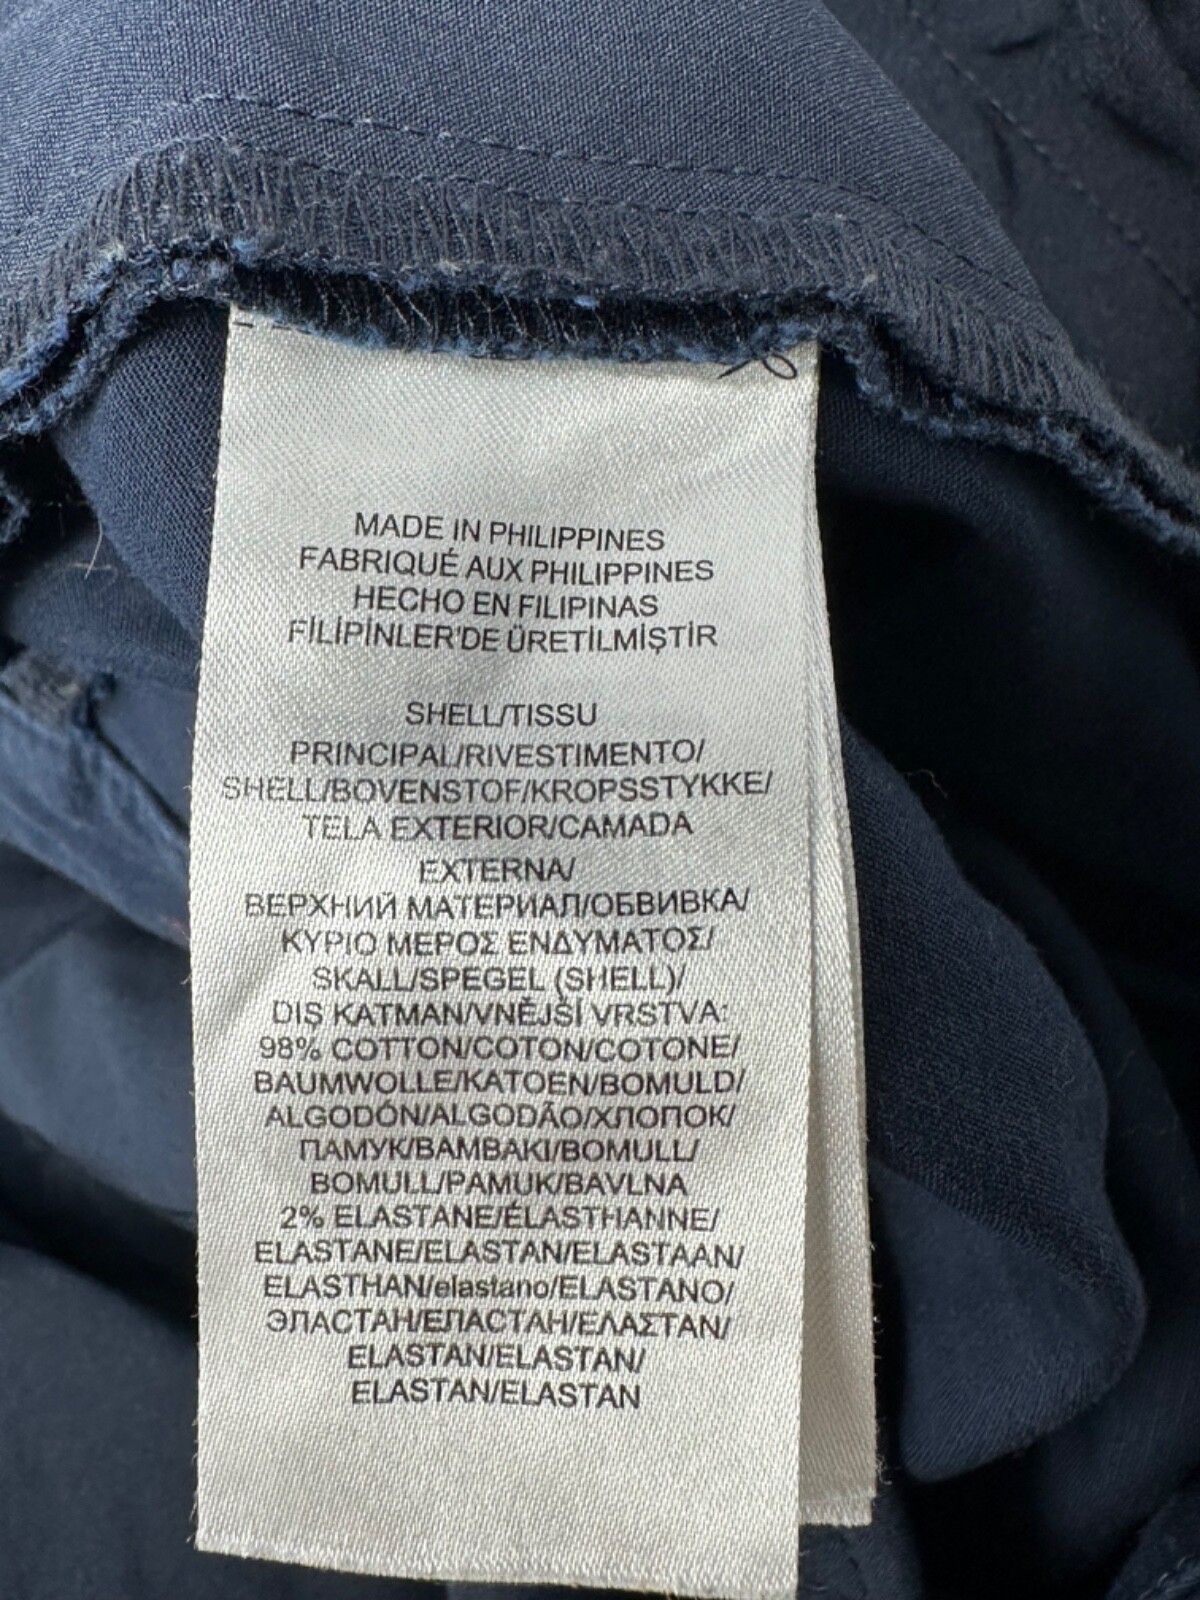 MADE IN PHILIPPINES
FABRIQUÉ AUX PHILIPPINES
HECHO EN FILIPINAS
FİLİPİNLER'DE ÜRETİLMİŞTİR
SHELL/TISSU
PRINCIPAL/RIVESTIMENTO/
SHELL/BOVENSTOF/KROPSSTYKKE/
TELA EXTERIOR/CAMADA
EXTERNA/
ВЕРХНИЙ МАТЕРИАЛ/ОБВИВКА/
ΚΥΡΙΟ ΜΕΡΟΣ ΕΝΔΥΜΑΤΟΣ/
SKALL/SPEGEL (SHELL)/
DIŞ KATMAN/VNĚJŠÍ VRSTVA:
98% COTTON/COTON/COTONE/
BAUMWOLLE/KATOEN/BOMULD/
ALGODÓN/ALGODÃO/ХЛОПОК/
ПАМУК/ΒΑΜΒΑΚΙ/BOMULL/
BOMULL/PAMUK/BAVLNA
2% ELASTANE/ÉLASTHANNE/
ELASTANE/ELASTAN/ELASTAAN/
ELASTHAN/elastano/ELASTANO/
ЭЛАСТАН/ЕЛАСТАН/ΕΛΑΣΤΑΝ/
ELASTAN/ELASTAN/
ELASTAN/ELASTAN